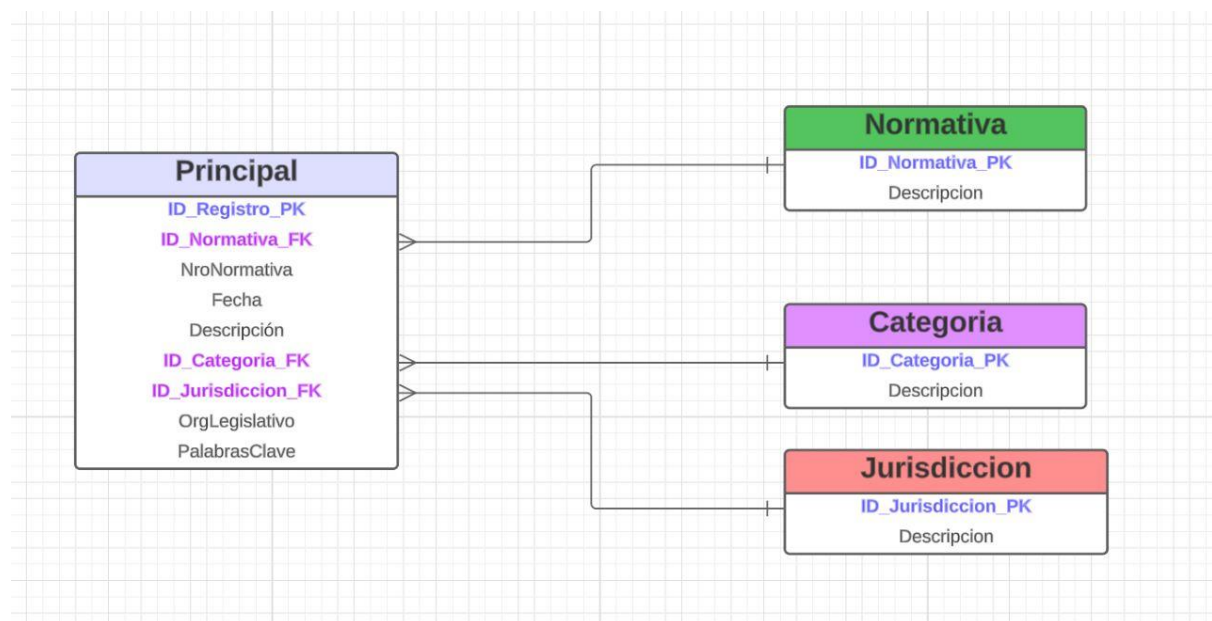 Principal
ID_Registro_PK
ID_Normativa_FK
NroNormativa
Fecha
Descripción
ID_Categoria_FK
ID_Jurisdiccion_FK
OrgLegislativo
PalabrasClave
Normativa
ID_Normativa_PK
Descripcion
Categoria
ID_Categoria_PK
Descripcion
Jurisdiccion
ID_Jurisdiccion_PK
Descripcion